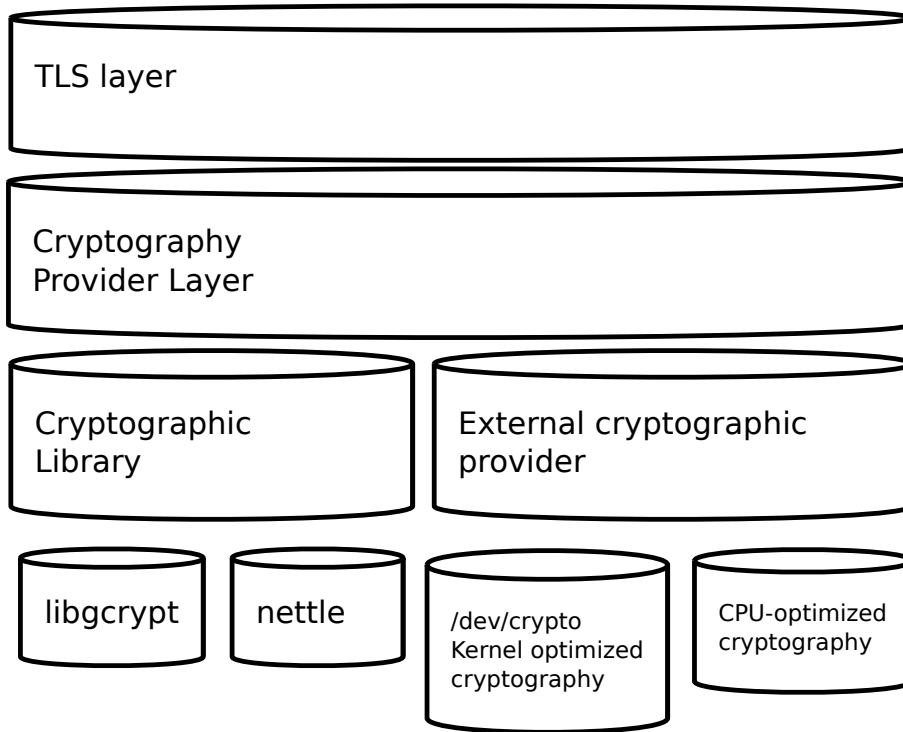 TLS layer
Cryptography
Provider Layer
Cryptographic
Library
External cryptographic
provider
libgcrypt
nettle
/dev/crypto
Kernel optimized
cryptography
CPU-optimized
cryptography